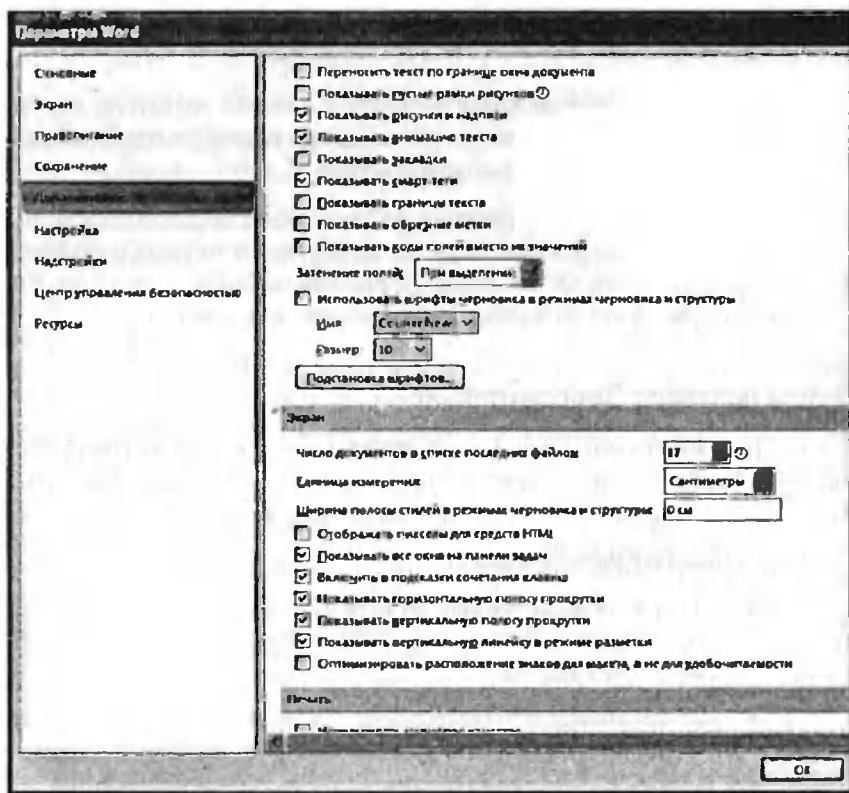 Параметры Word
Основные
Экран
Правописание
Сохранение
Дополнительно
Настройка
Надстройки
Центр управления безопасностью
Ресурсы
Переносить текст по границе окна документа
Показывать пустые рамки рисунков
Показывать рисунки и надписи
Показывать анимацию текста
Показывать закладки
Показывать смарт-теги
Показывать границы текста
Показывать обрезные метки
Показывать коды полей вместо их значений
Затенение полей: При выделении
Использовать шрифты черновика в режимах черновика и структуры
Имя: Courier New
Размер: 10
Подстановка шрифтов...
Экран
Число документов в списке последних файлов: 17
Единица измерения: Сантиметры
Ширина полосы стилей в режимах черновика и структуры: 0 см
Отображать пикселы для средств HTML
Показывать все окна на панели задач
Включить в подсказки сочетания клавиш
Показывать горизонтальную полосу прокрутки
Показывать вертикальную полосу прокрутки
Показывать вертикальную линейку в режиме разметки
Оптимизировать расположение знаков для макета, а не для удобочитаемости
Печать
ОК